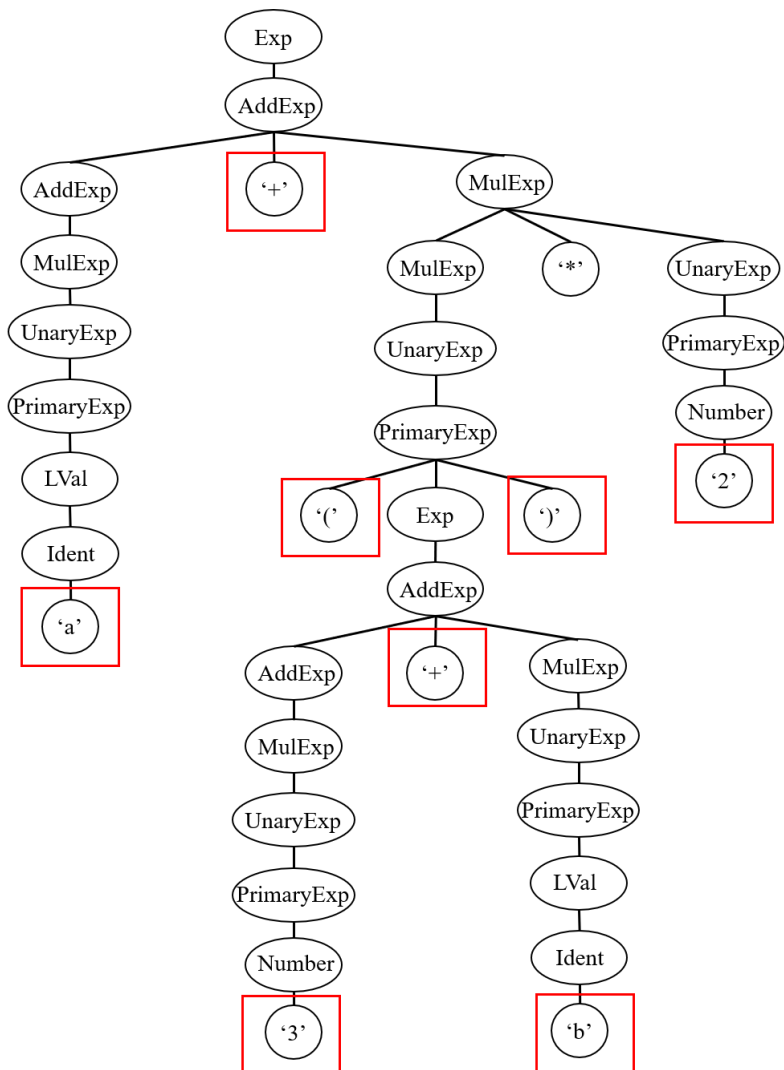 Exp
AddExp
AddExp ‘+’ MulExp
MulExp MulExp ‘*’ UnaryExp
UnaryExp UnaryExp PrimaryExp
PrimaryExp PrimaryExp Number
LVal ‘(’ Exp ‘)’ ‘2’
Ident AddExp
‘a’ AddExp ‘+’ MulExp
MulExp UnaryExp
UnaryExp PrimaryExp
PrimaryExp LVal
Number Ident
‘3’ ‘b’